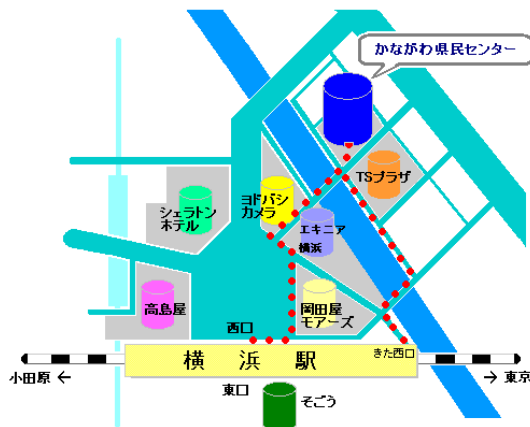 かながわ県民センター
TSプラザ
ヨドバシ
カメラ
シェラトン
ホテル
エキニア
横浜
高島屋
岡田屋
モアーズ
西口
きた西口
横浜駅
小田原 ←
→ 東京
東口
そごう